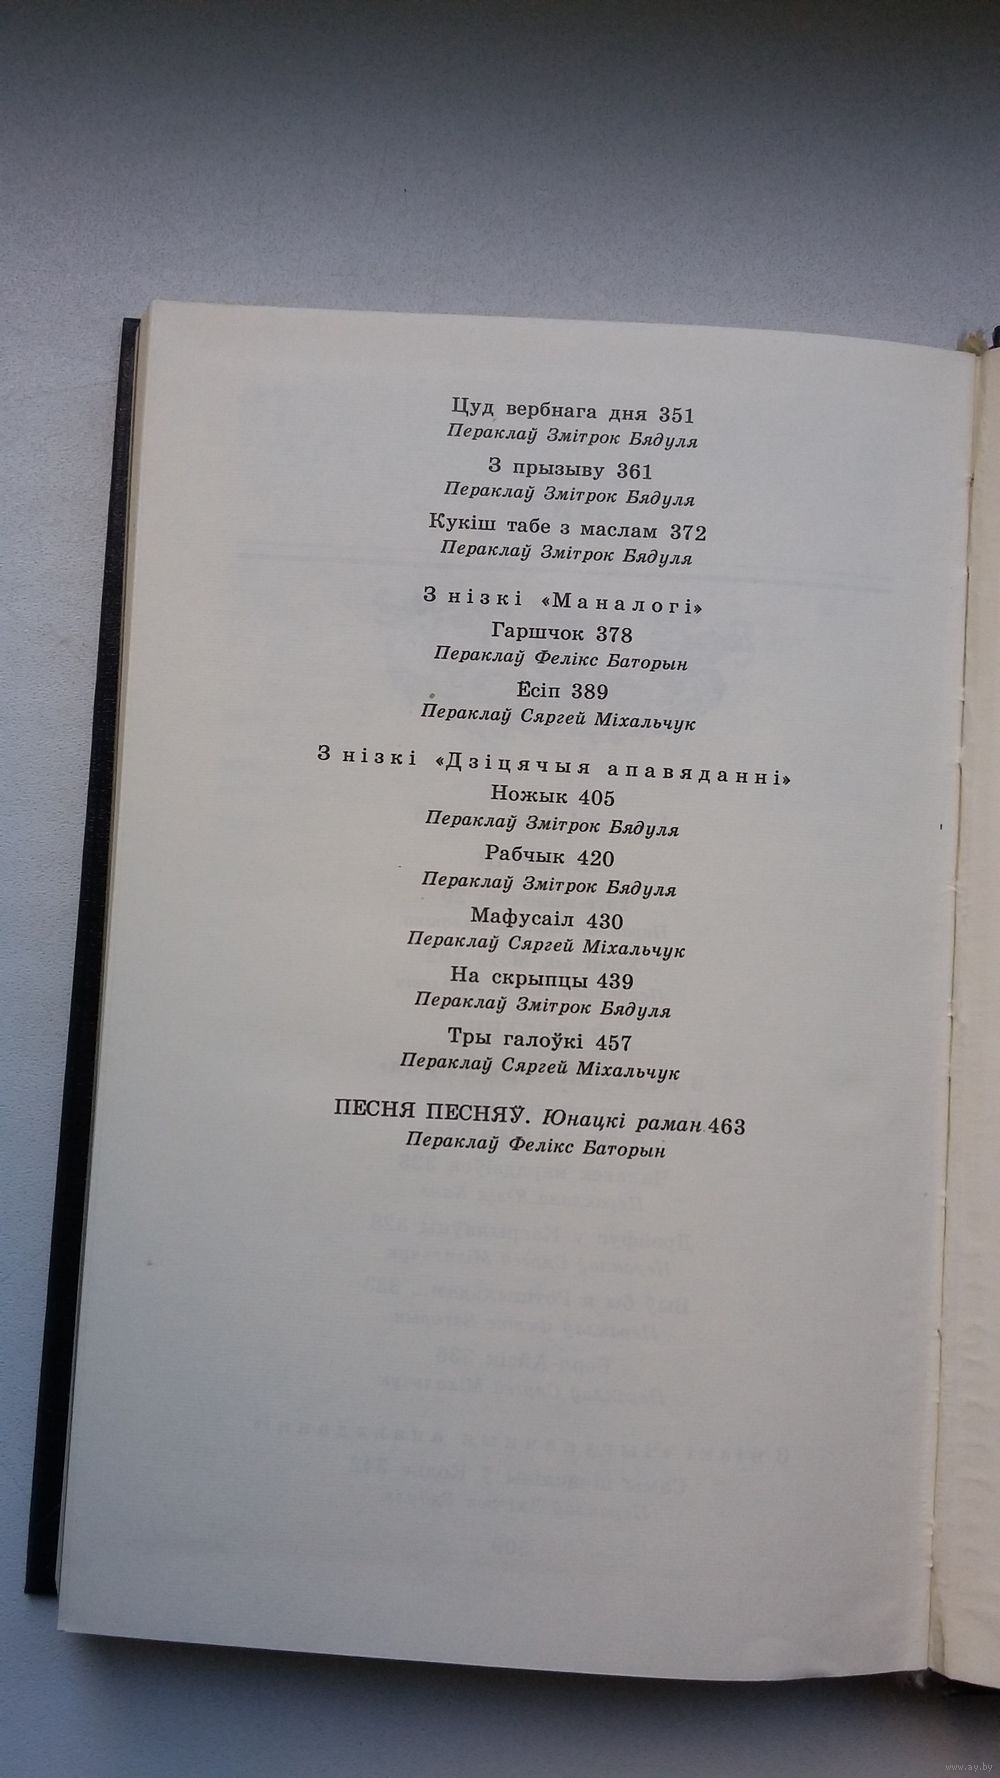 Цуд вербнага дня 351
Пераклаў Змітрок Бядуля
З прызыву 361
Пераклаў Змітрок Бядуля
Кукіш табе з маслам 372
Пераклаў Змітрок Бядуля
З нізкі «Маналогі»
Гаршчок 378
Пераклаў Фелікс Баторын
Есіп 389
Пераклаў Сяргей Міхальчук
З нізкі «Дзіцячыя апавяданні»
Ножык 405
Пераклаў Змітрок Бядуля
Рабчык 420
Пераклаў Змітрок Бядуля
Мафусаіл 430
Пераклаў Сяргей Міхальчук
На скрыпцы 439
Пераклаў Змітрок Бядуля
Тры галоўкі 457
Пераклаў Сяргей Міхальчук
ПЕСНЯ ПЕСНЯЎ. Юнацкі раман 463
Пераклаў Фелікс Баторын
www.ay.by